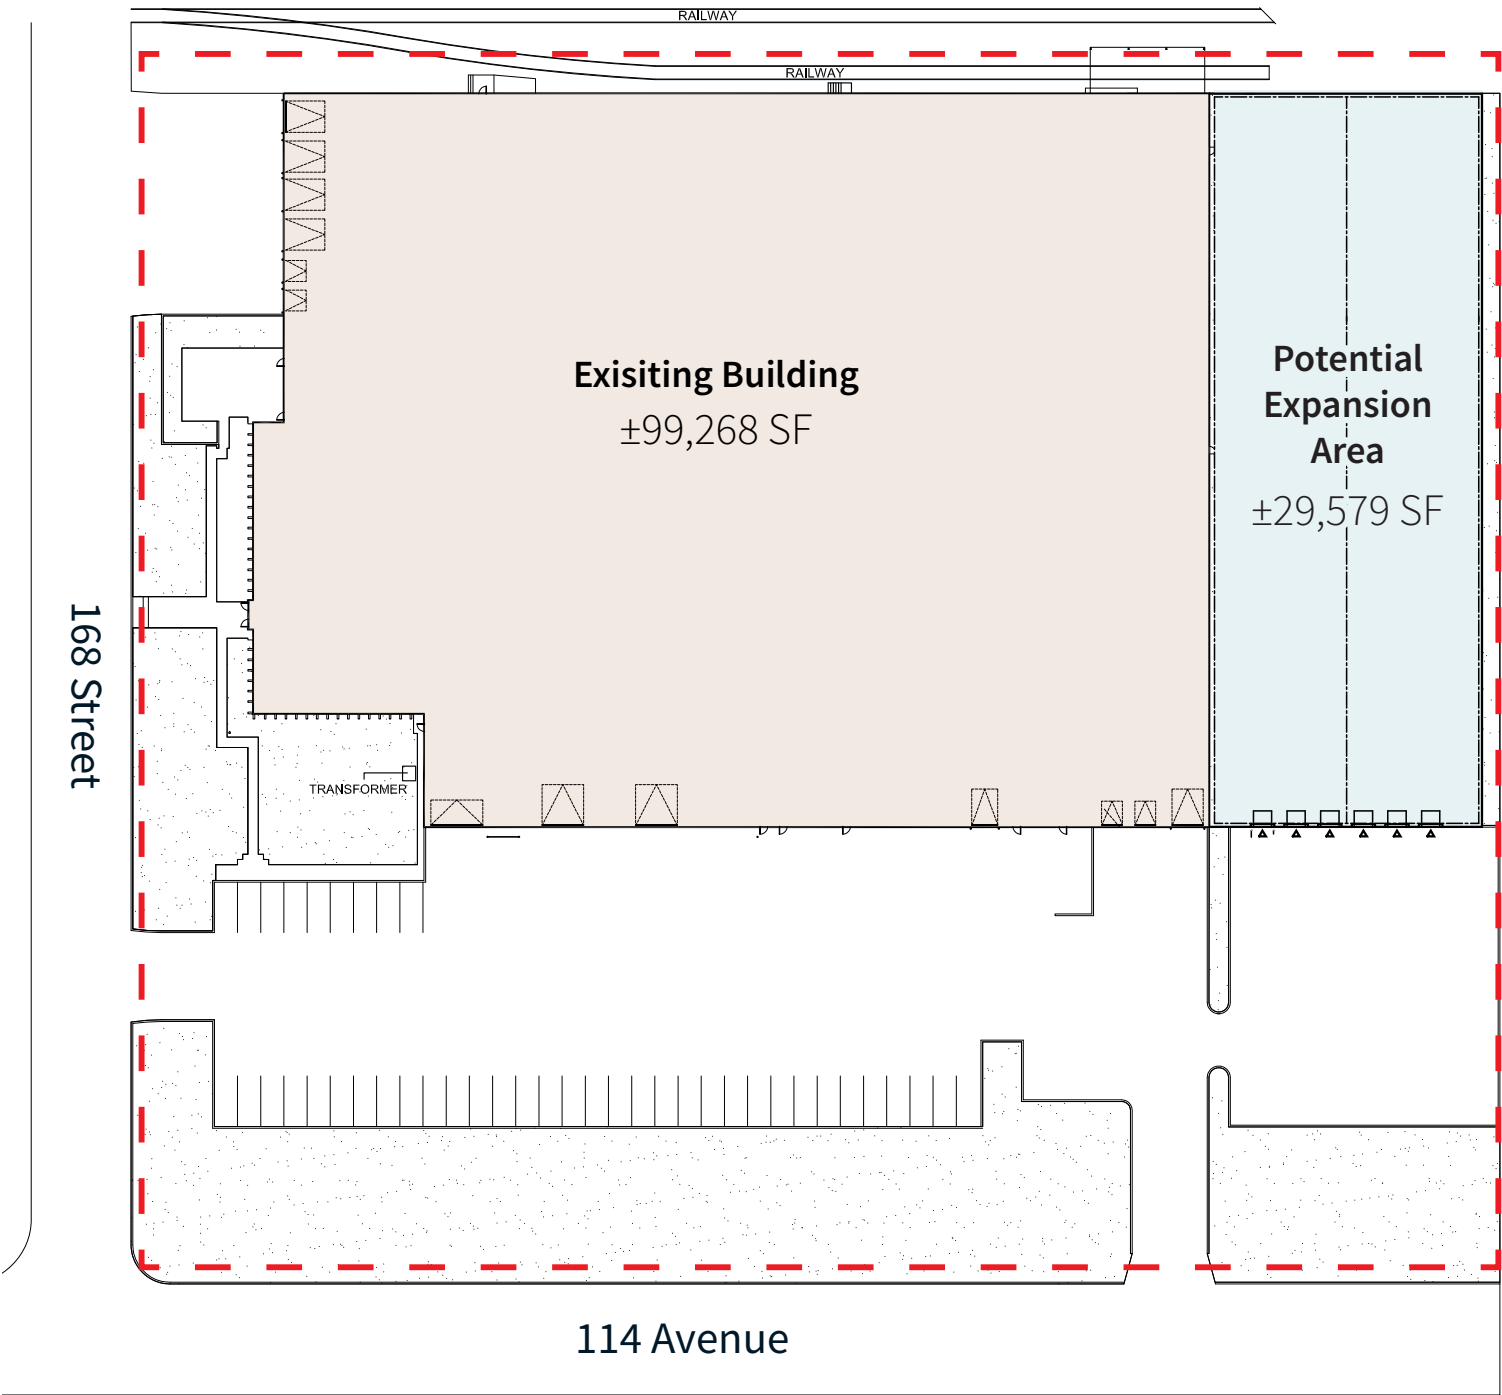 RAILWAY
RAILWAY
Exisiting Building
±99,268 SF
Potential
Expansion
Area
±29,579 SF
168 Street
TRANSFORMER
114 Avenue